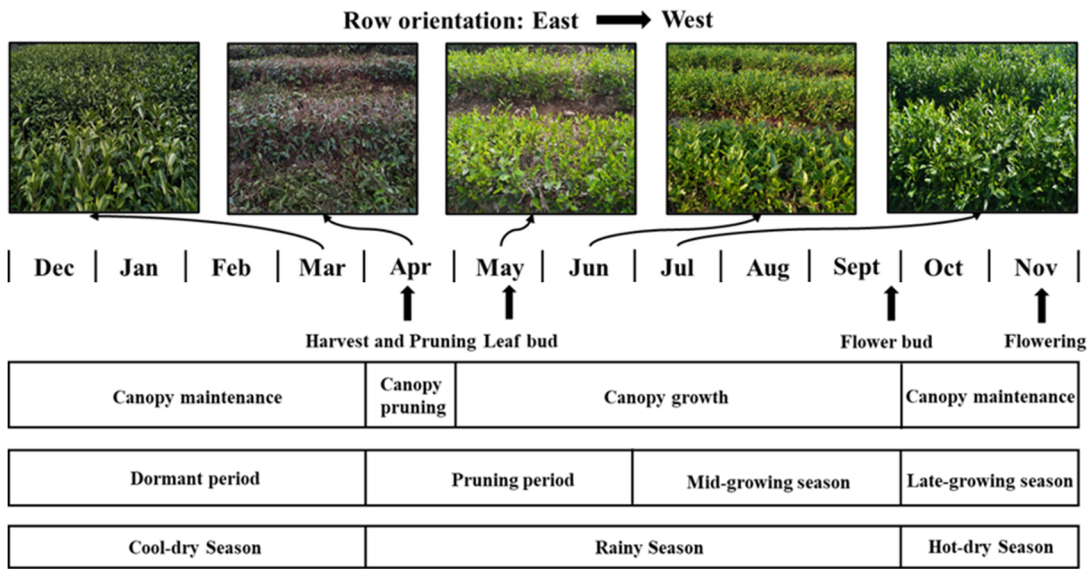 Row orientation: East West
Dec Jan Feb Mar Apr May Jun Jul Aug Sept Oct Nov
Harvest and Pruning Leaf bud Flower bud Flowering
Canopy maintenance
Canopy
pruning
Canopy growth
Canopy maintenance
Dormant period Pruning period Mid-growing season Late-growing season
Cool-dry Season Rainy Season Hot-dry Season